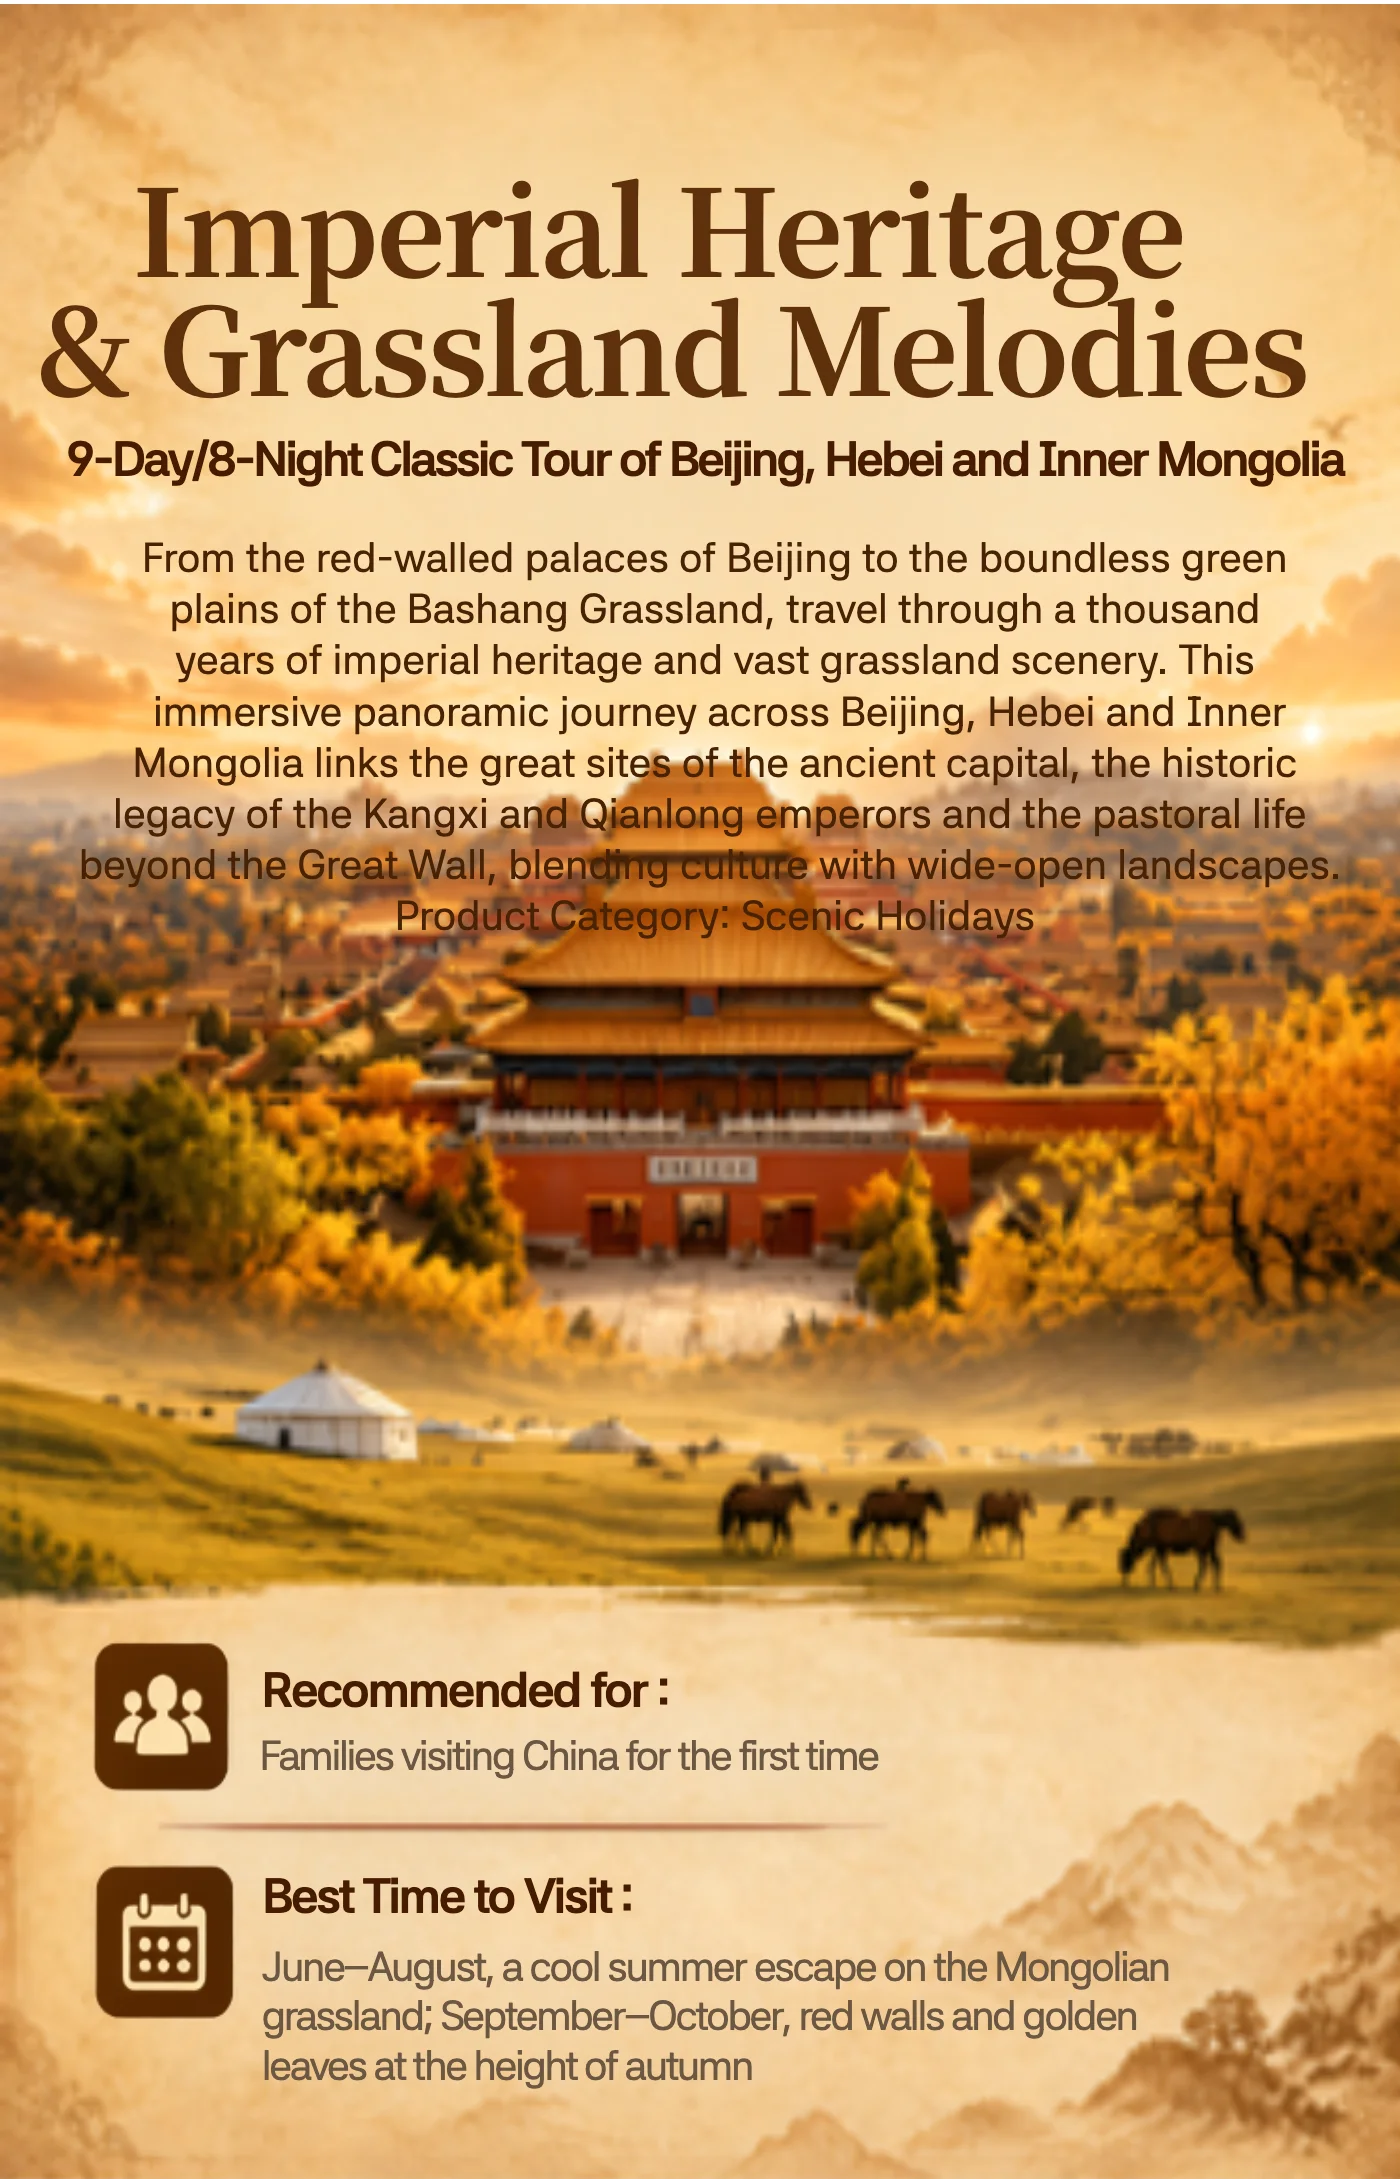 Imperial Heritage
& Grassland Melodies
9-Day/8-Night Classic Tour of Beijing, Hebei and Inner Mongolia
From the red-walled palaces of Beijing to the boundless green
plains of the Bashang Grassland, travel through a thousand
years of imperial heritage and vast grassland scenery. This
immersive panoramic journey across Beijing, Hebei and Inner
Mongolia links the great sites of the ancient capital, the historic
legacy of the Kangxi and Qianlong emperors and the pastoral life
beyond the Great Wall, blending culture with wide-open landscapes.
Product Category: Scenic Holidays
Recommended for :
Families visiting China for the first time
Best Time to Visit :
June—August, a cool summer escape on the Mongolian
grassland; September—October, red walls and golden
leaves at the height of autumn